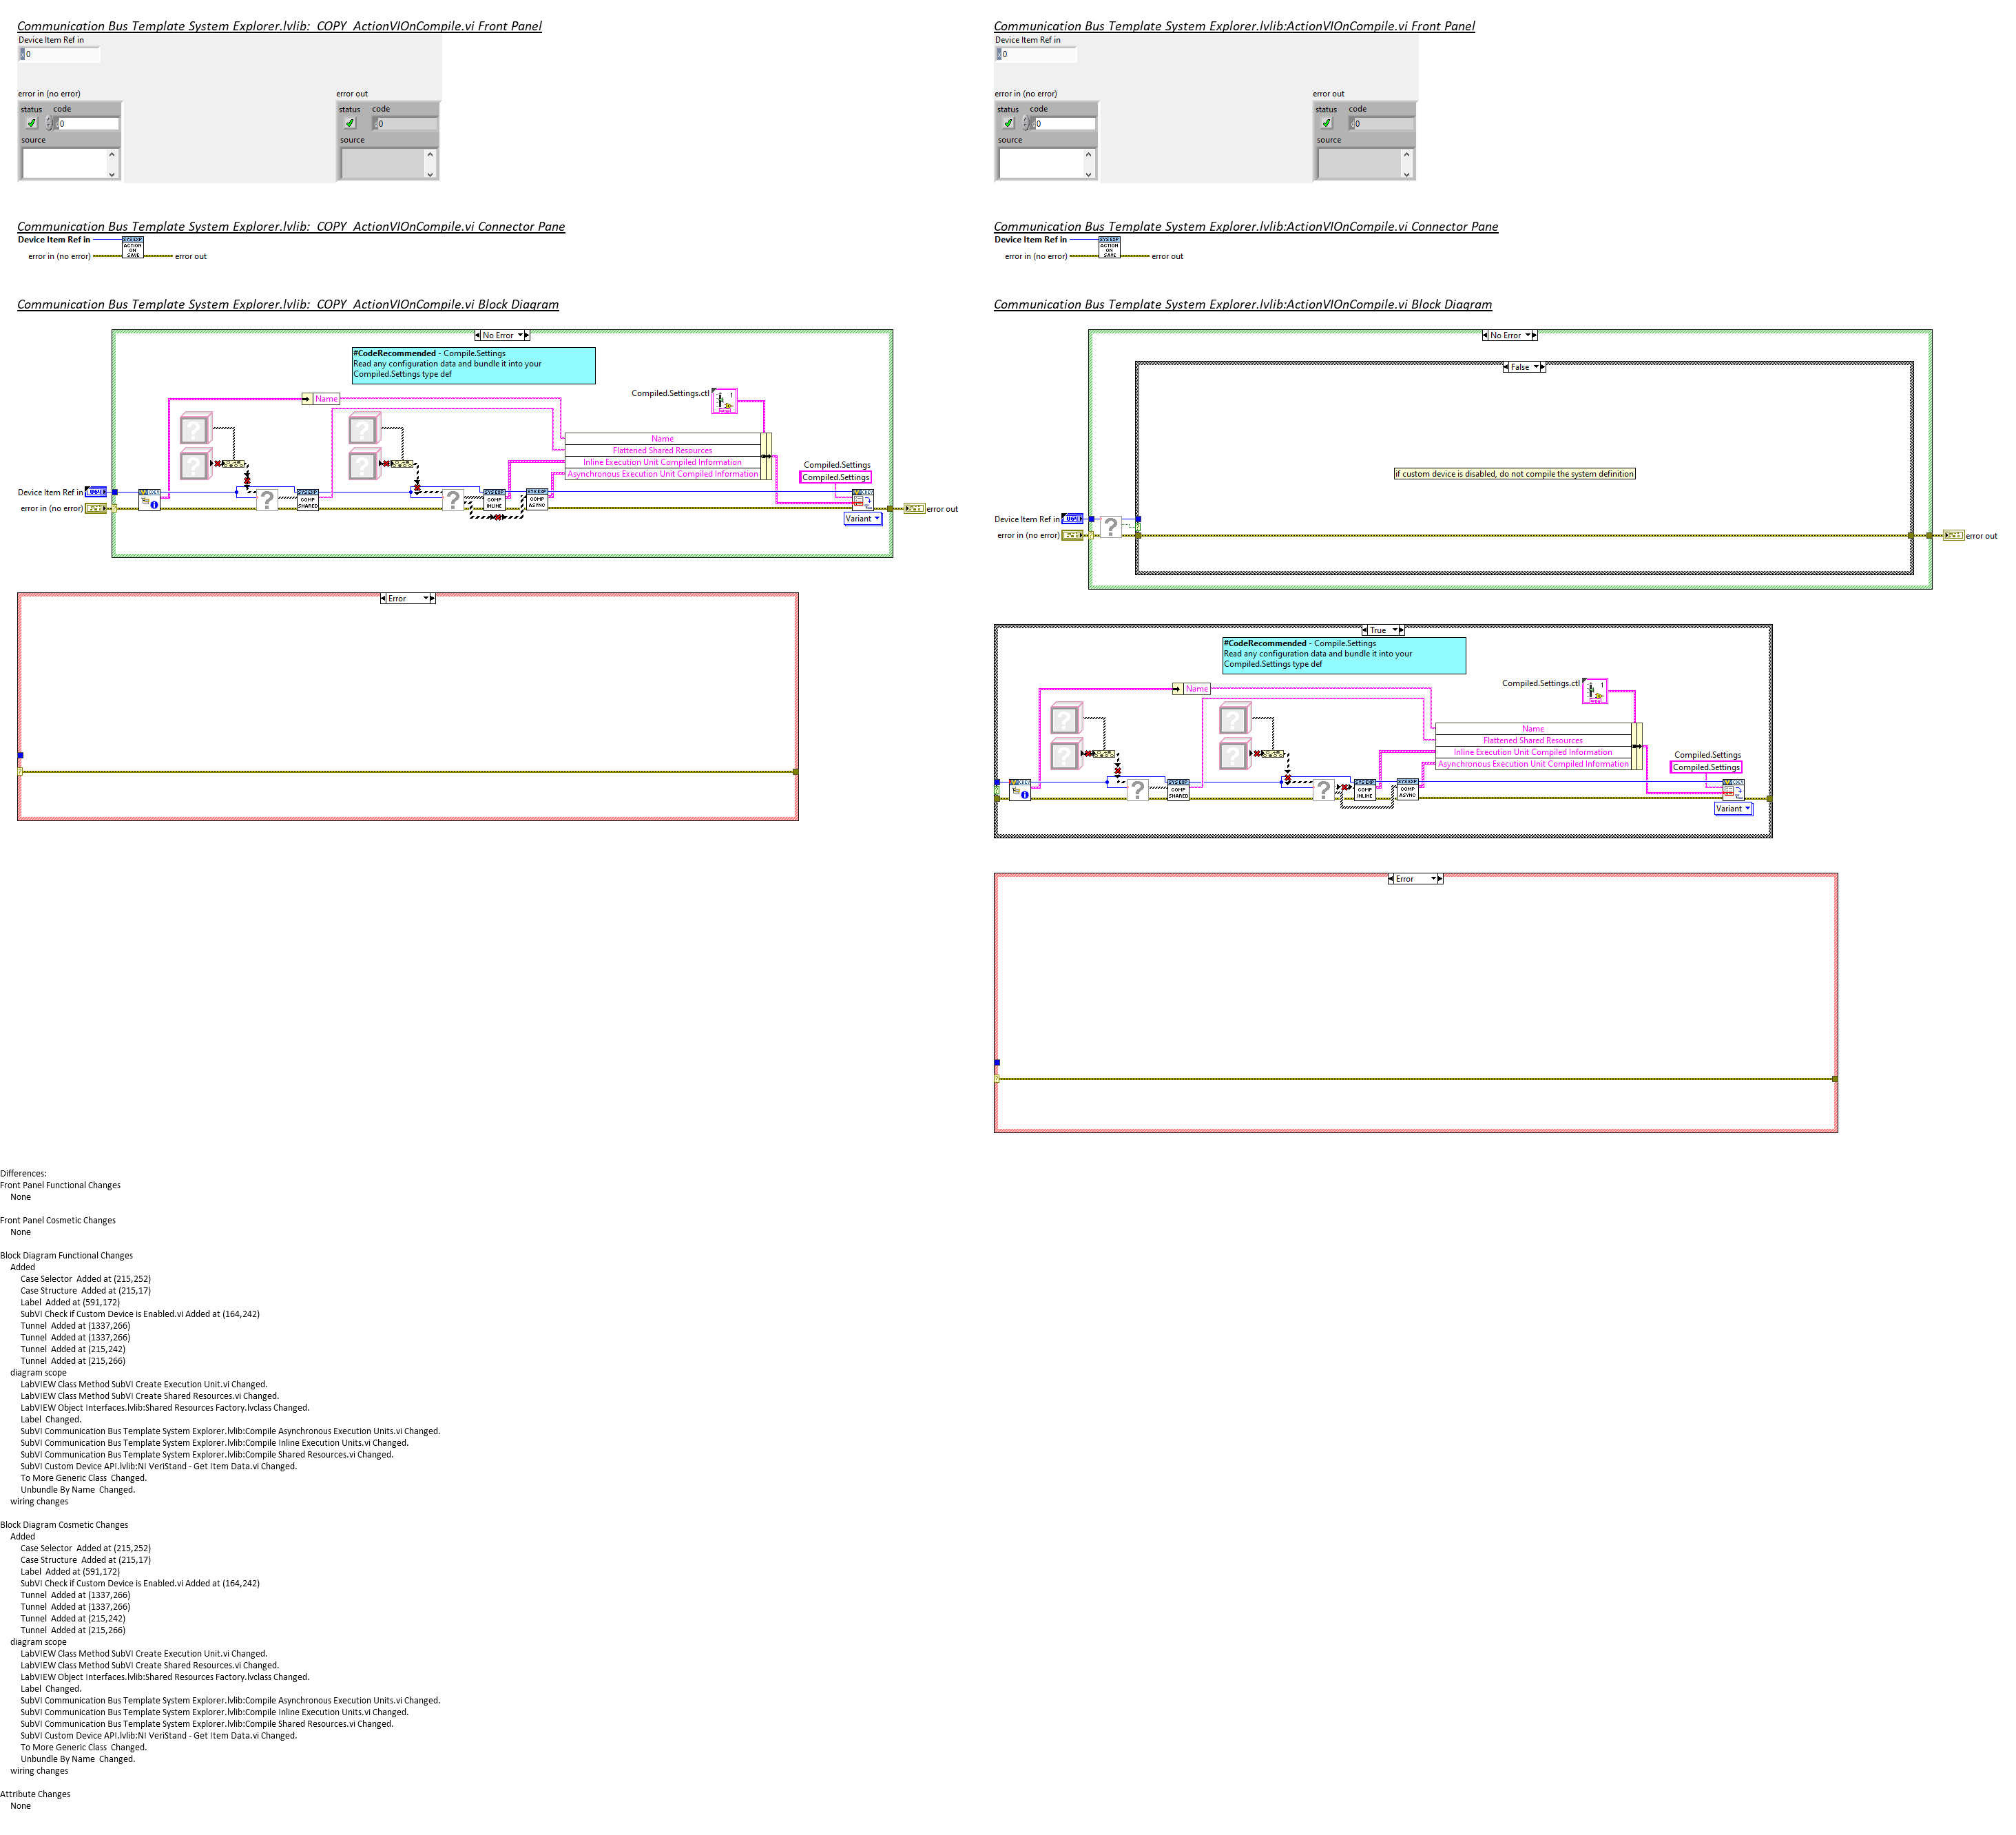 Communication Bus Template System Explorer.lvlib:  COPY  ActionVIOnCompile.vi Front Panel
Device Item Ref in
0
error in (no error)
status code
0
source
error out
status code
0
source
Communication Bus Template System Explorer.lvlib:  COPY  ActionVIOnCompile.vi Connector Pane
Device Item Ref in
SYS EXP
ACTION
ON
SAVE
error in (no error)
error out
Communication Bus Template System Explorer.lvlib:  COPY  ActionVIOnCompile.vi Block Diagram
No Error
#CodeRecommended - Compile.Settings
Read any configuration data and bundle it into your
Compiled.Settings type def
Compiled.Settings.ctl
Name
Name
Flattened Shared Resources
Inline Execution Unit Compiled Information
Asynchronous Execution Unit Compiled Information
Compiled.Settings
Compiled.Settings
Device Item Ref in
error in (no error)
SYS EXP
COMP
SHARED
SYS EXP
COMP
INLINE
SYS EXP
COMP
ASYNC
Variant
error out
Error
Communication Bus Template System Explorer.lvlib:ActionVIOnCompile.vi Front Panel
Device Item Ref in
0
error in (no error)
status code
0
source
error out
status code
0
source
Communication Bus Template System Explorer.lvlib:ActionVIOnCompile.vi Connector Pane
Device Item Ref in
SYS EXP
ACTION
ON
SAVE
error in (no error)
error out
Communication Bus Template System Explorer.lvlib:ActionVIOnCompile.vi Block Diagram
No Error
False
if custom device is disabled, do not compile the system definition
Device Item Ref in
error in (no error)
error out
True
#CodeRecommended - Compile.Settings
Read any configuration data and bundle it into your
Compiled.Settings type def
Compiled.Settings.ctl
Name
Name
Flattened Shared Resources
Inline Execution Unit Compiled Information
Asynchronous Execution Unit Compiled Information
Compiled.Settings
Compiled.Settings
SYS EXP
COMP
SHARED
SYS EXP
COMP
INLINE
SYS EXP
COMP
ASYNC
Variant
Error
Differences:
Front Panel Functional Changes
None
Front Panel Cosmetic Changes
None
Block Diagram Functional Changes
Added
Case Selector  Added at (215,252)
Case Structure  Added at (215,17)
Label  Added at (591,172)
SubVI Check if Custom Device is Enabled.vi Added at (164,242)
Tunnel  Added at (1337,266)
Tunnel  Added at (1337,266)
Tunnel  Added at (215,242)
Tunnel  Added at (215,266)
diagram scope
LabVIEW Class Method SubVI Create Execution Unit.vi Changed.
LabVIEW Class Method SubVI Create Shared Resources.vi Changed.
LabVIEW Object Interfaces.lvlib:Shared Resources Factory.lvclass Changed.
Label  Changed.
SubVI Communication Bus Template System Explorer.lvlib:Compile Asynchronous Execution Units.vi Changed.
SubVI Communication Bus Template System Explorer.lvlib:Compile Inline Execution Units.vi Changed.
SubVI Communication Bus Template System Explorer.lvlib:Compile Shared Resources.vi Changed.
SubVI Custom Device API.lvlib:NI VeriStand - Get Item Data.vi Changed.
To More Generic Class  Changed.
Unbundle By Name  Changed.
wiring changes
Block Diagram Cosmetic Changes
Added
Case Selector  Added at (215,252)
Case Structure  Added at (215,17)
Label  Added at (591,172)
SubVI Check if Custom Device is Enabled.vi Added at (164,242)
Tunnel  Added at (1337,266)
Tunnel  Added at (1337,266)
Tunnel  Added at (215,242)
Tunnel  Added at (215,266)
diagram scope
LabVIEW Class Method SubVI Create Execution Unit.vi Changed.
LabVIEW Class Method SubVI Create Shared Resources.vi Changed.
LabVIEW Object Interfaces.lvlib:Shared Resources Factory.lvclass Changed.
Label  Changed.
SubVI Communication Bus Template System Explorer.lvlib:Compile Asynchronous Execution Units.vi Changed.
SubVI Communication Bus Template System Explorer.lvlib:Compile Inline Execution Units.vi Changed.
SubVI Communication Bus Template System Explorer.lvlib:Compile Shared Resources.vi Changed.
SubVI Custom Device API.lvlib:NI VeriStand - Get Item Data.vi Changed.
To More Generic Class  Changed.
Unbundle By Name  Changed.
wiring changes
Attribute Changes
None